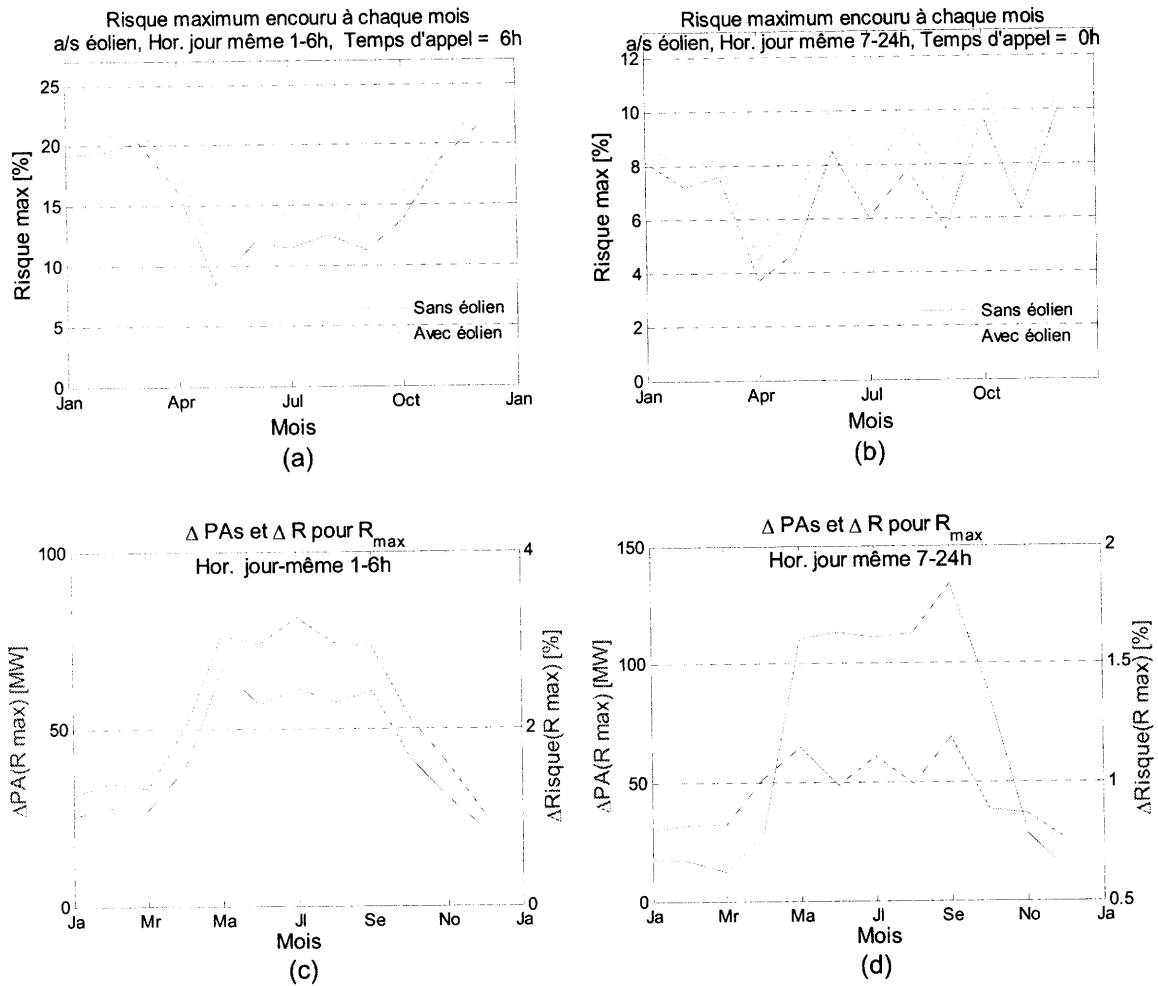 Risque maximum encouru à chaque mois
a/s éolien, Hor. jour même 1-6h, Temps d'appel = 6h
25
20
15
10
5
0
Risque max [%]
Sans éolien
Avec éolien
Jan Apr Jul Oct Jan
Mois
(a)
Risque maximum encouru à chaque mois
a/s éolien, Hor. jour même 7-24h, Temps d'appel = 0h
12
10
8
6
4
2
0
Risque max [%]
Sans éolien
Avec éolien
Jan Apr Jul Oct
Mois
(b)
Δ PAs et Δ R pour Rmax
Hor. jour-même 1-6h
100
50
0
ΔPA(R max) [MW]
4
2
0
ΔRisque(R max) [%]
Ja Mr Ma Jl Se No Ja
Mois
(c)
Δ PAs et Δ R pour Rmax
Hor. jour même 7-24h
150
100
50
0
ΔPA(R max) [MW]
2
1.5
1
0.5
ΔRisque(R max) [%]
Ja Mr Ma Jl Se No Ja
Mois
(d)